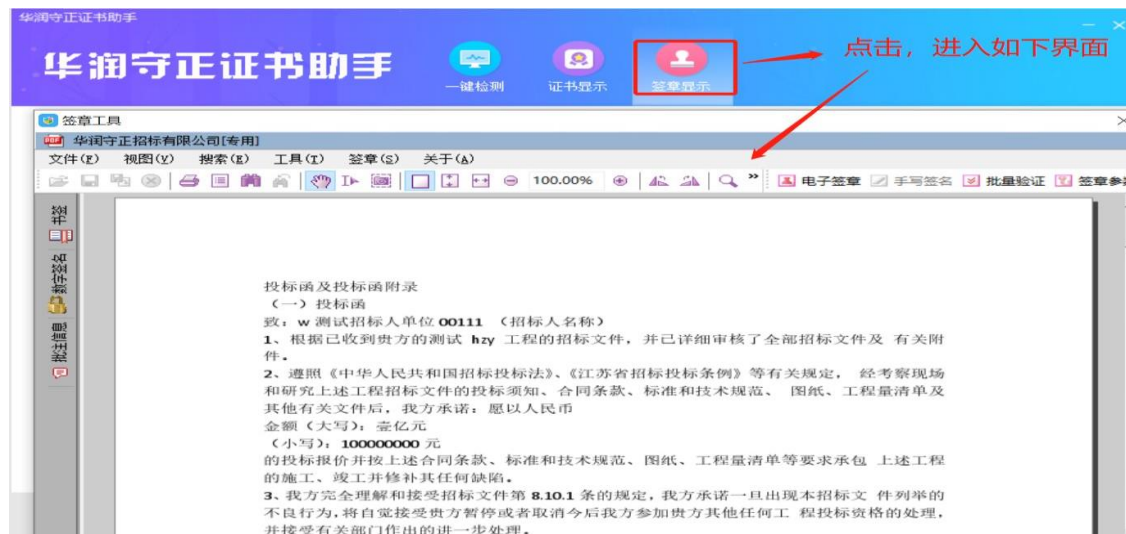 华润守正证书助手
华润守正证书助手
一键检测
证书显示
签章显示
点击，进入如下界面
签章工具
华润守正招标有限公司[专用]
文件(F) 视图(V) 搜索(E) 工具(T) 签章(S) 关于(A)
100.00% 电子签章 手写签名 批量验证 签章参
书签
数字签名
批注信息
投标函及投标函附录
（一）投标函
致：w 测试招标人单位 00111 （招标人名称）
1、根据已收到贵方的测试 hzy 工程的招标文件，并已详细审核了全部招标文件及 有关附
件。
2、遵照《中华人民共和国招标投标法》、《江苏省招标投标条例》等有关规定， 经考察现场
和研究上述工程招标文件的投标须知、合同条款、标准和技术规范、 图纸、工程量清单及
其他有关文件后，我方承诺：愿以人民币
金额（大写）：壹亿元
（小写）：100000000 元
的投标报价并按上述合同条款、标准和技术规范、图纸、工程量清单等要求承包 上述工程
的施工、竣工并修补其任何缺陷。
3、我方完全理解和接受招标文件第 8.10.1 条的规定，我方承诺一旦出现本招标文 件列举的
不良行为，将自觉接受贵方暂停或者取消今后我方参加贵方其他任何工 程投标资格的处理，
并接受有关部门作出的进一步处理。